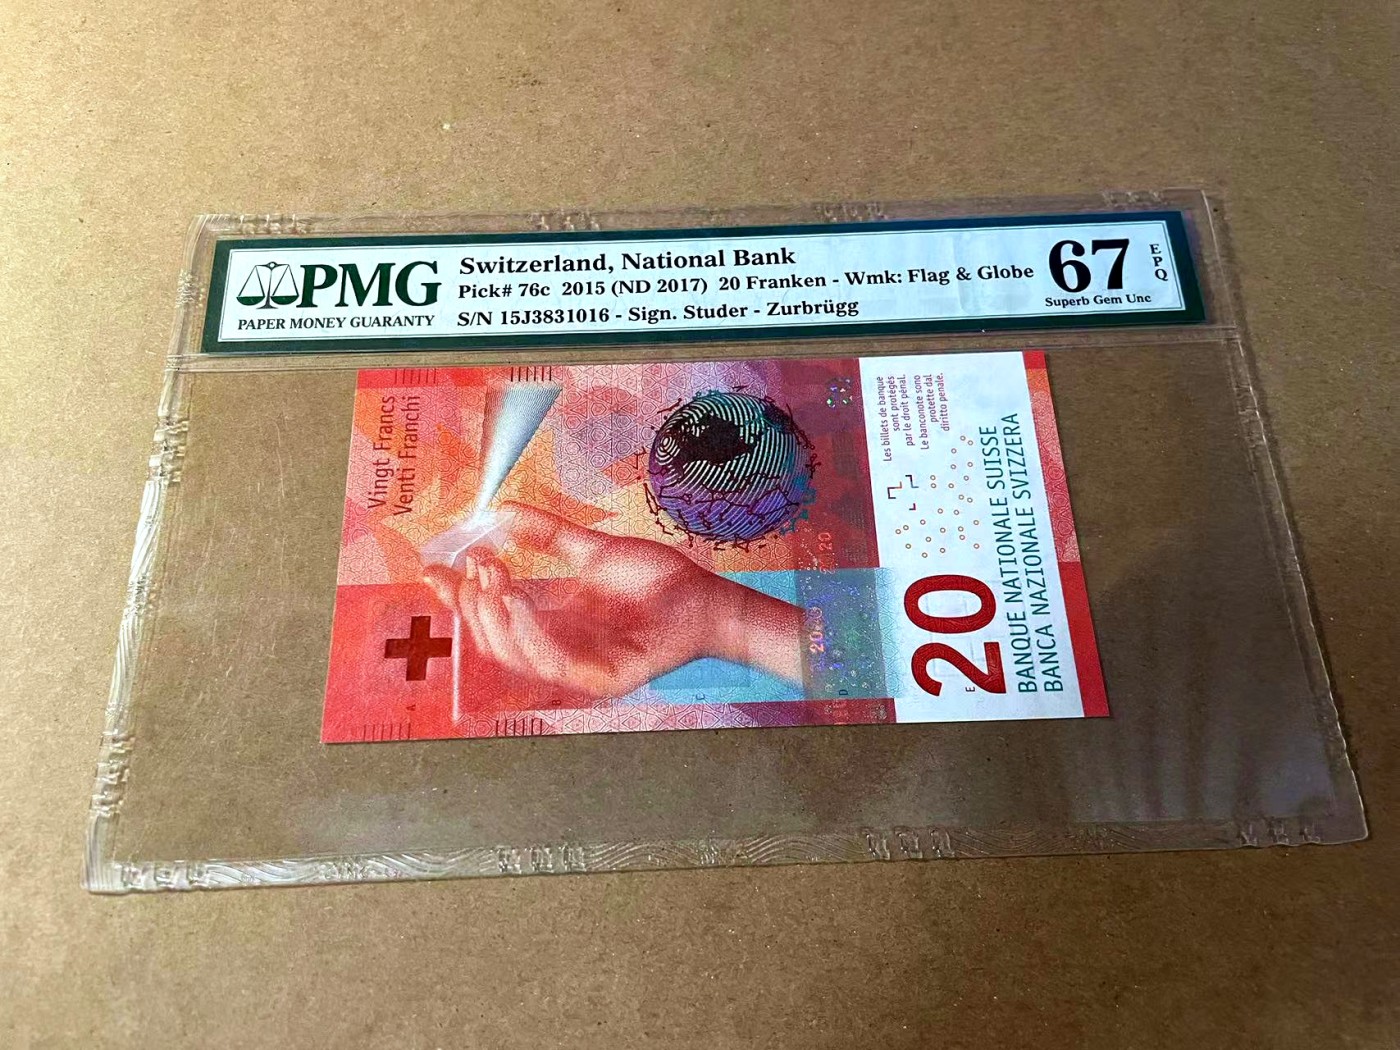 PMG
PAPER MONEY GUARANTY
Switzerland, National Bank
Pick# 76c 2015 (ND 2017) 20 Franken - Wmk: Flag & Globe
S/N 15J3831016 - Sign. Studer - Zurbrügg
67
EPQ
Superb Gem Unc
Vingt Francs
Venti Franchi
Les billets de banque
sont protégés
par le droit pénal.
Le banconote sono
protette dal
diritto penale.
20
BANQUE NATIONALE SUISSE
BANCA NAZIONALE SVIZZERA
20
20
A
B
C
D
E